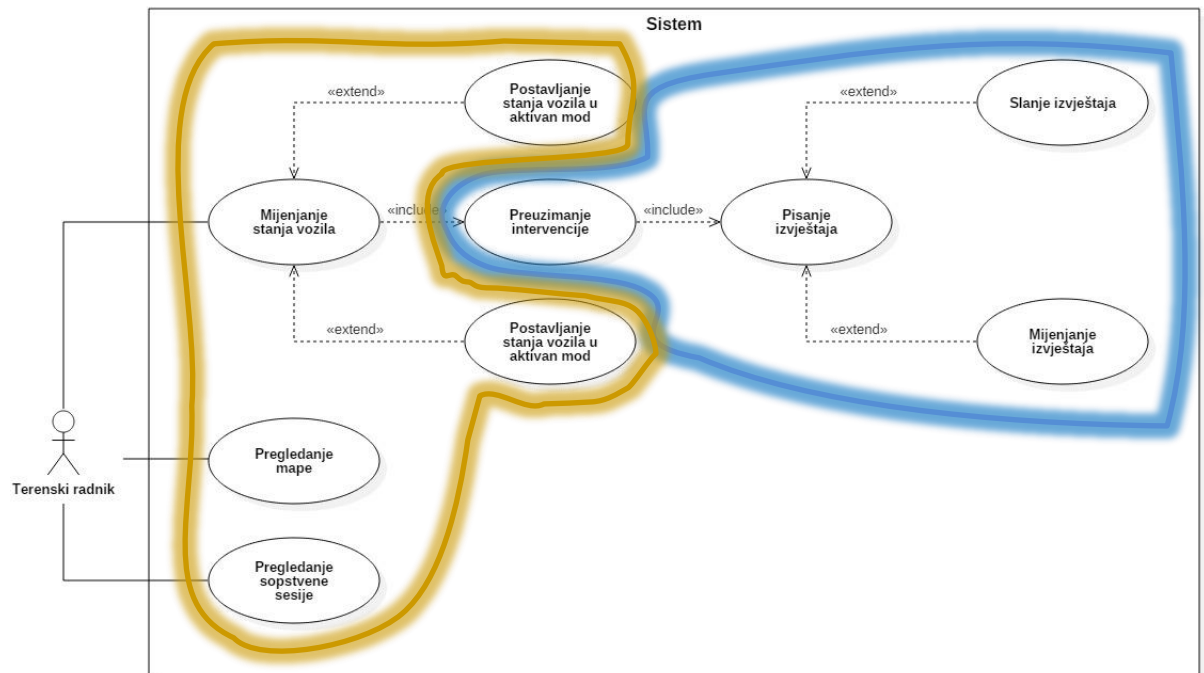 Sistem
Postavljanje
stanja vozila u
aktivan mod
«extend»
«extend»
Slanje izvještaja
Mijenjanje
stanja vozila
«include»
Preuzimanje
intervencije
«include»
Pisanje
izvještaja
«extend»
Postavljanje
stanja vozila u
aktivan mod
«extend»
Mijenjanje
izvještaja
Terenski radnik
Pregledanje
mape
Pregledanje
sopstvene
sesije